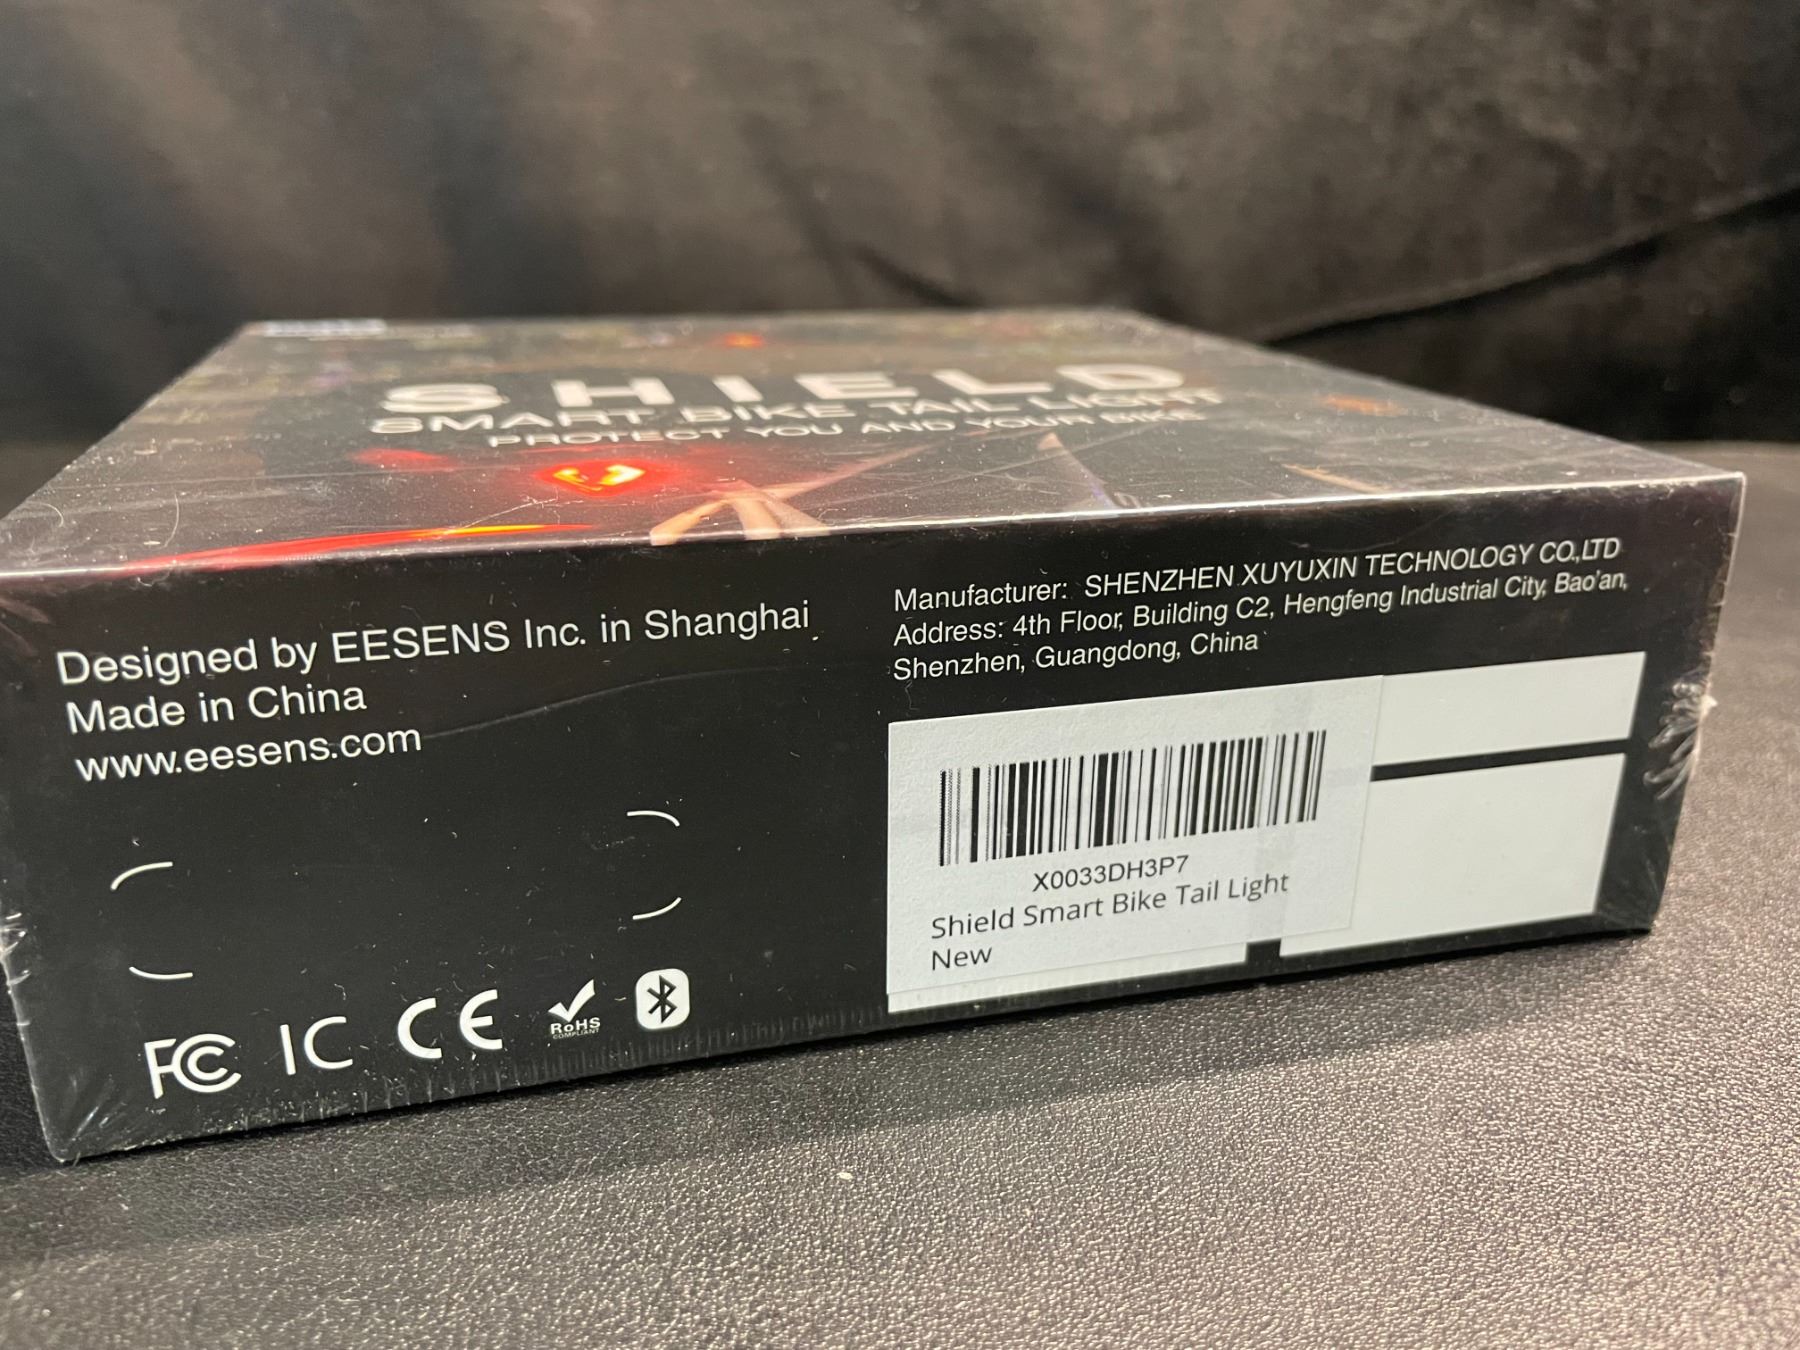 SHIELD
SMART BIKE TAIL LIGHT
PROTECT YOU AND YOUR BIKE
Designed by EESENS Inc. in Shanghai
Made in China
www.eesens.com
Manufacturer: SHENZHEN XUYUXIN TECHNOLOGY CO.,LTD
Address: 4th Floor, Building C2, Hengfeng Industrial City, Bao'an,
Shenzhen, Guangdong, China
X0033DH3P7
Shield Smart Bike Tail Light
New
FC IC CE RoHS
COMPLIANT